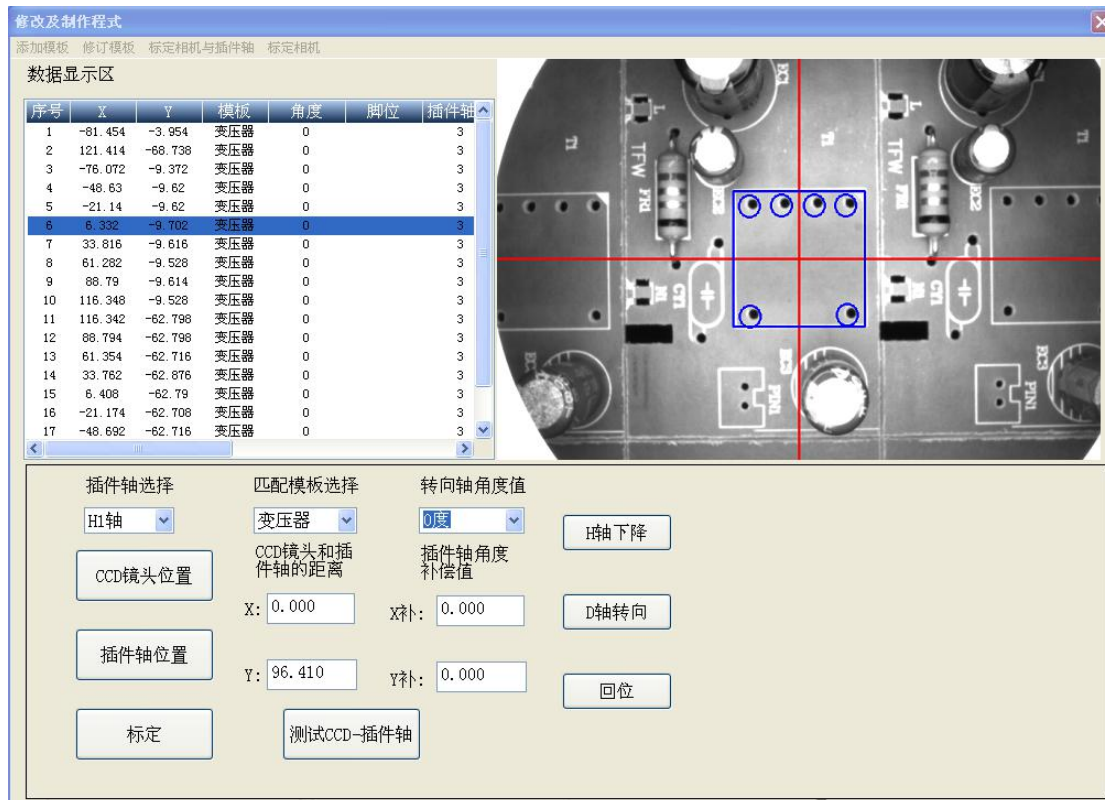 修改及制作程式
添加模板 修订模板 标定相机与插件轴 标定相机
数据显示区
序号 X Y 模板 角度 脚位 插件轴
1 -81.454 -3.954 变压器 0 3
2 121.414 -68.738 变压器 0 3
3 -76.072 -9.372 变压器 0 3
4 -48.63 -9.62 变压器 0 3
5 -21.14 -9.62 变压器 0 3
6 6.332 -9.702 变压器 0 3
7 33.816 -9.616 变压器 0 3
8 61.282 -9.528 变压器 0 3
9 88.79 -9.614 变压器 0 3
10 116.348 -9.528 变压器 0 3
11 116.342 -62.798 变压器 0 3
12 88.794 -62.798 变压器 0 3
13 61.354 -62.716 变压器 0 3
14 33.762 -62.876 变压器 0 3
15 6.408 -62.79 变压器 0 3
16 -21.174 -62.708 变压器 0 3
17 -48.692 -62.716 变压器 0 3
EC1
L
T1
TFW
FR1
EC2
T1
L
TFW
FR1
EC2
T1
CY1
CY1
EC3
EC3
EC3
PIN1
PIN1
插件轴选择 匹配模板选择 转向轴角度值
H1轴 变压器 0度 H轴下降
CCD镜头位置
CCD镜头和插
件轴的距离
插件轴角度
补偿值
X: 0.000 X补: 0.000 D轴转向
插件轴位置
Y: 96.410 Y补: 0.000 回位
标定 测试CCD-插件轴